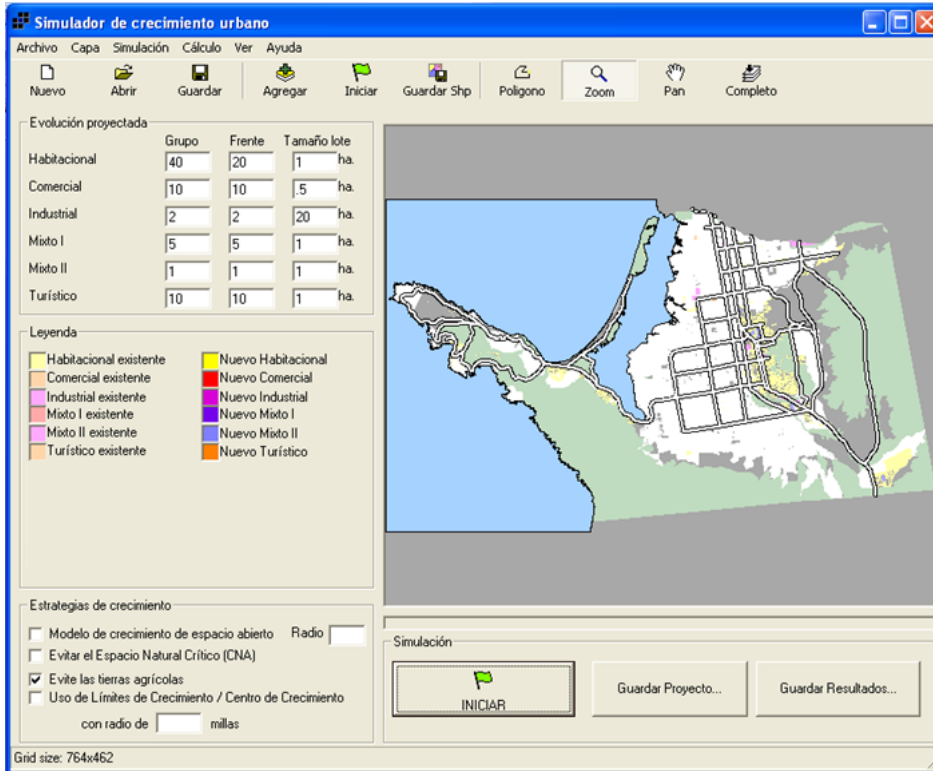 Simulador de crecimiento urbano
Archivo Capa Simulación Cálculo Ver Ayuda
Nuevo Abrir Guardar Agregar Iniciar Guardar Shp Poligono Zoom Pan Completo
Evolución proyectada
Grupo Frente Tamaño lote
Habitacional 40 20 1 ha.
Comercial 10 10 .5 ha.
Industrial 2 2 20 ha.
Mixto I 5 5 1 ha.
Mixto II 1 1 1 ha.
Turístico 10 10 1 ha.
Leyenda
Habitacional existente Nuevo Habitacional
Comercial existente Nuevo Comercial
Industrial existente Nuevo Industrial
Mixto I existente Nuevo Mixto I
Mixto II existente Nuevo Mixto II
Turístico existente Nuevo Turístico
Estrategias de crecimiento
Modelo de crecimiento de espacio abierto Radio
Evitar el Espacio Natural Crítico (CNA)
Evite las tierras agrícolas
Uso de Límites de Crecimiento / Centro de Crecimiento
con radio de millas
Simulación
INICIAR Guardar Proyecto... Guardar Resultados...
Grid size: 764x462